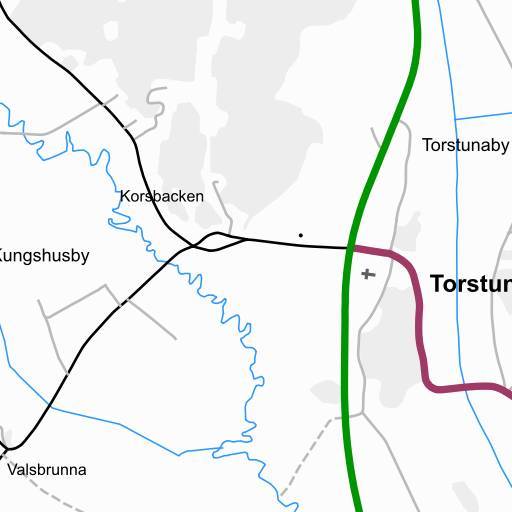 Torstunaby
Korsbacken
Kungshusby
Torstun
Valsbrunna